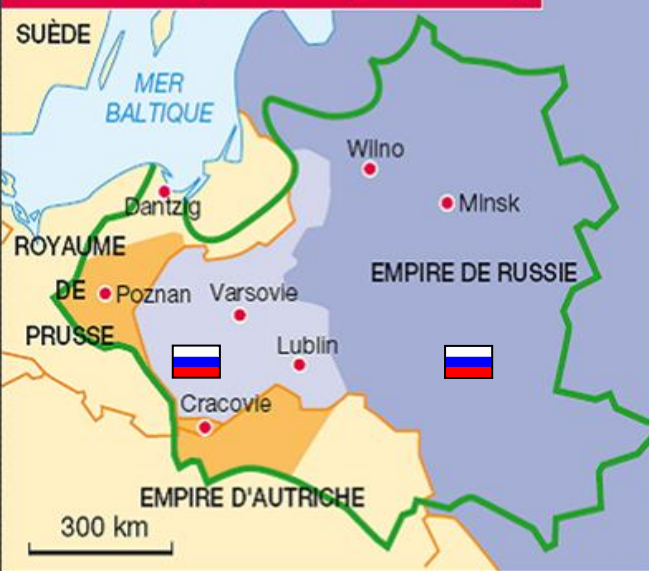 SUÈDE
MER
BALTIQUE
Wilno
Minsk
Dantzig
ROYAUME
DE
PRUSSE
Poznan
Varsovie
EMPIRE DE RUSSIE
Lublin
Cracovie
EMPIRE D'AUTRICHE
300 km